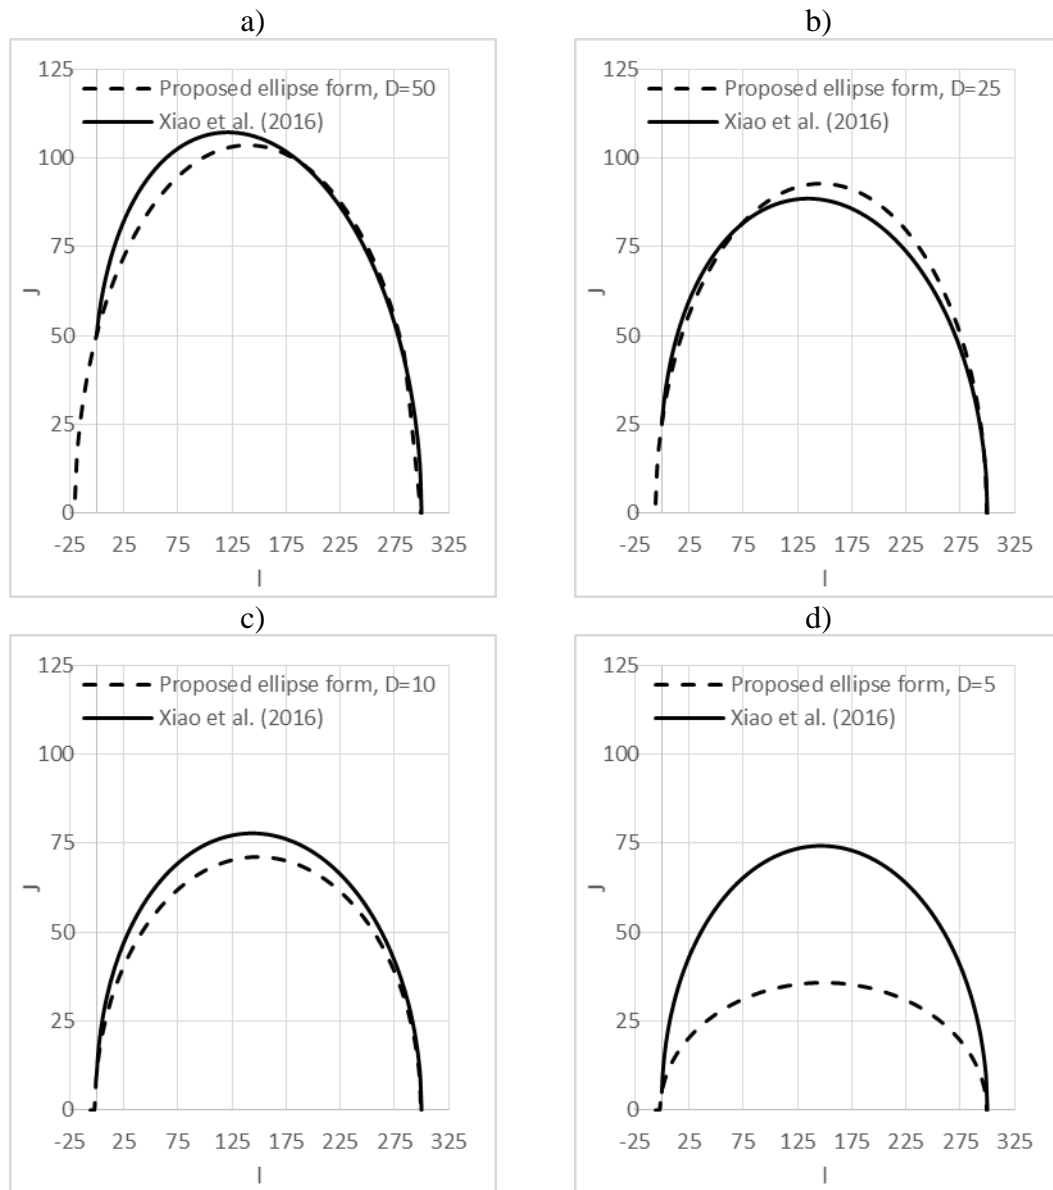 a)
125
Proposed ellipse form, D=50
Xiao et al. (2016)
100
75
J
50
25
0
-25 25 75 125 175 225 275 325
I
b)
125
Proposed ellipse form, D=25
Xiao et al. (2016)
100
75
J
50
25
0
-25 25 75 125 175 225 275 325
I
c)
125
Proposed ellipse form, D=10
Xiao et al. (2016)
100
75
J
50
25
0
-25 25 75 125 175 225 275 325
I
d)
125
Proposed ellipse form, D=5
Xiao et al. (2016)
100
75
J
50
25
0
-25 25 75 125 175 225 275 325
I